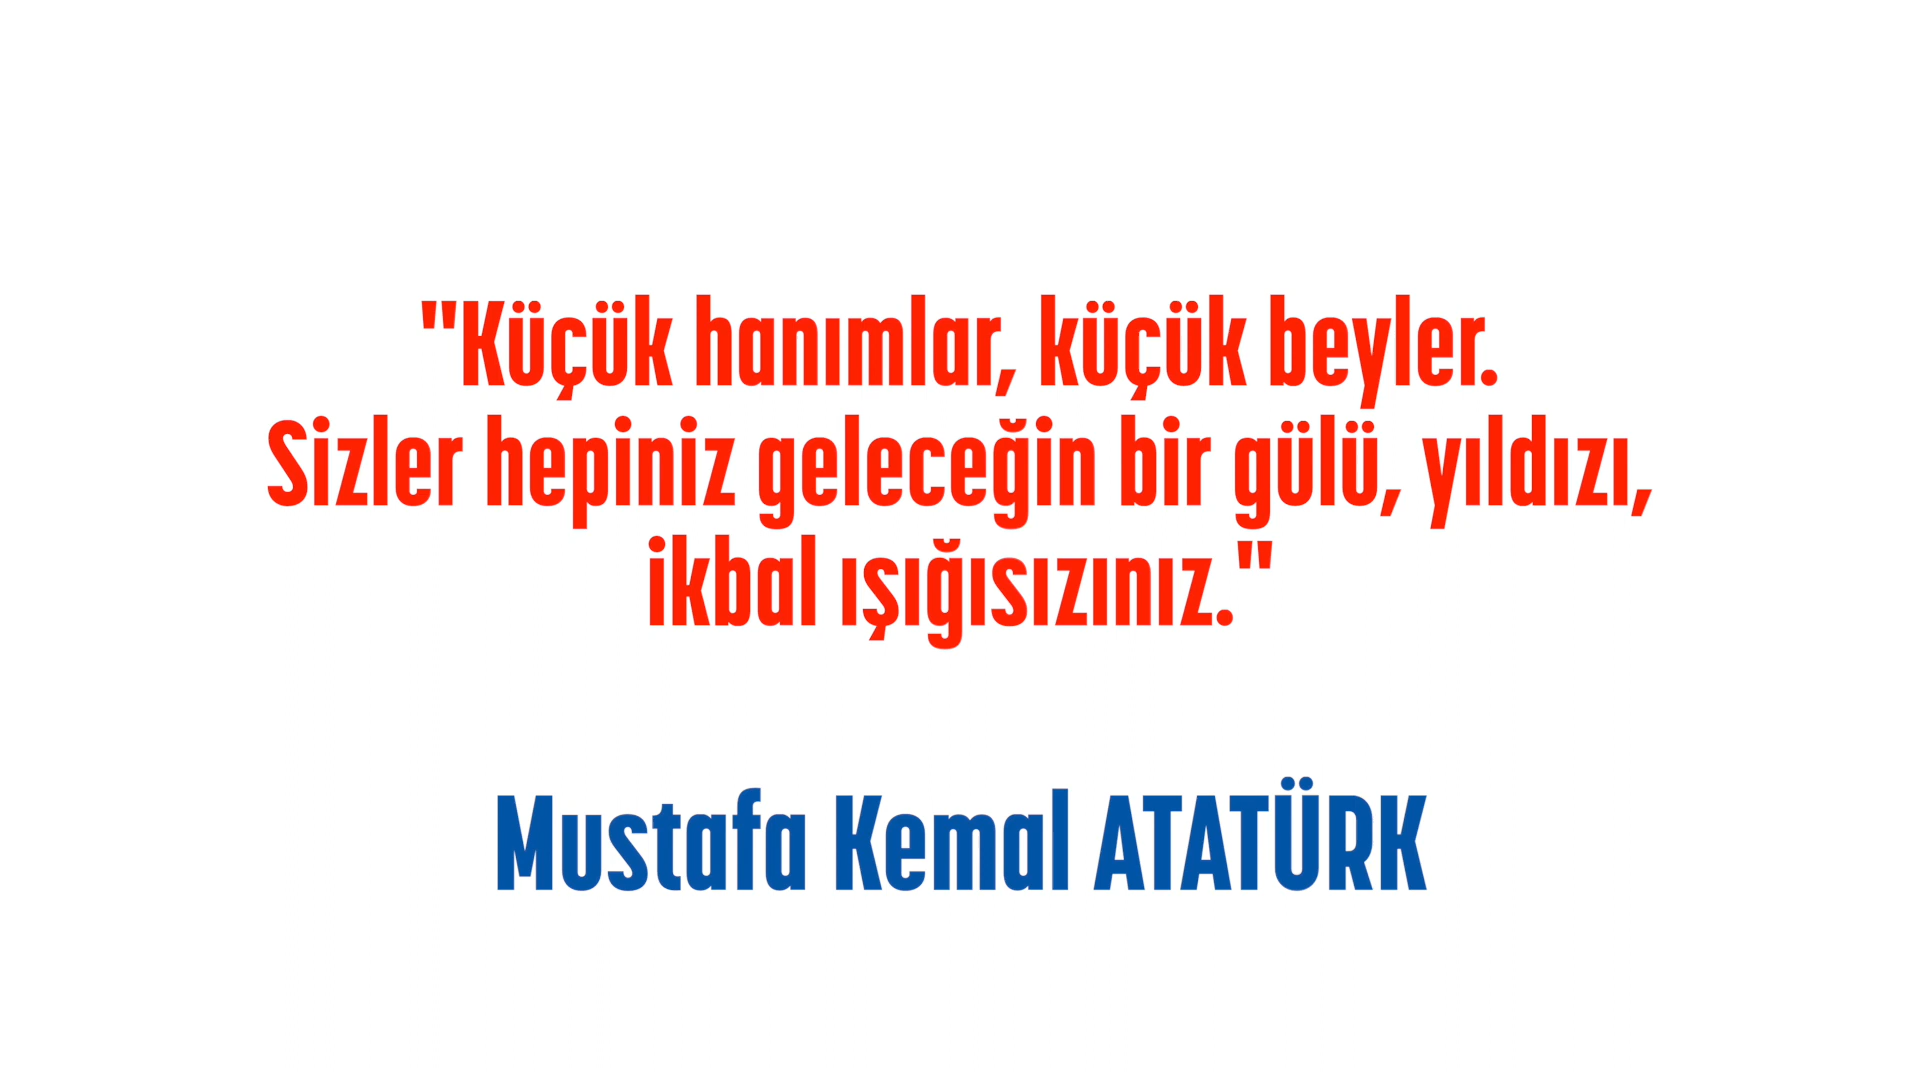 "Küçük hanımlar, küçük beyler.
Sizler hepiniz geleceğin bir gülü, yıldızı,
ikbal ışığısızınız."
Mustafa Kemal ATATÜRK